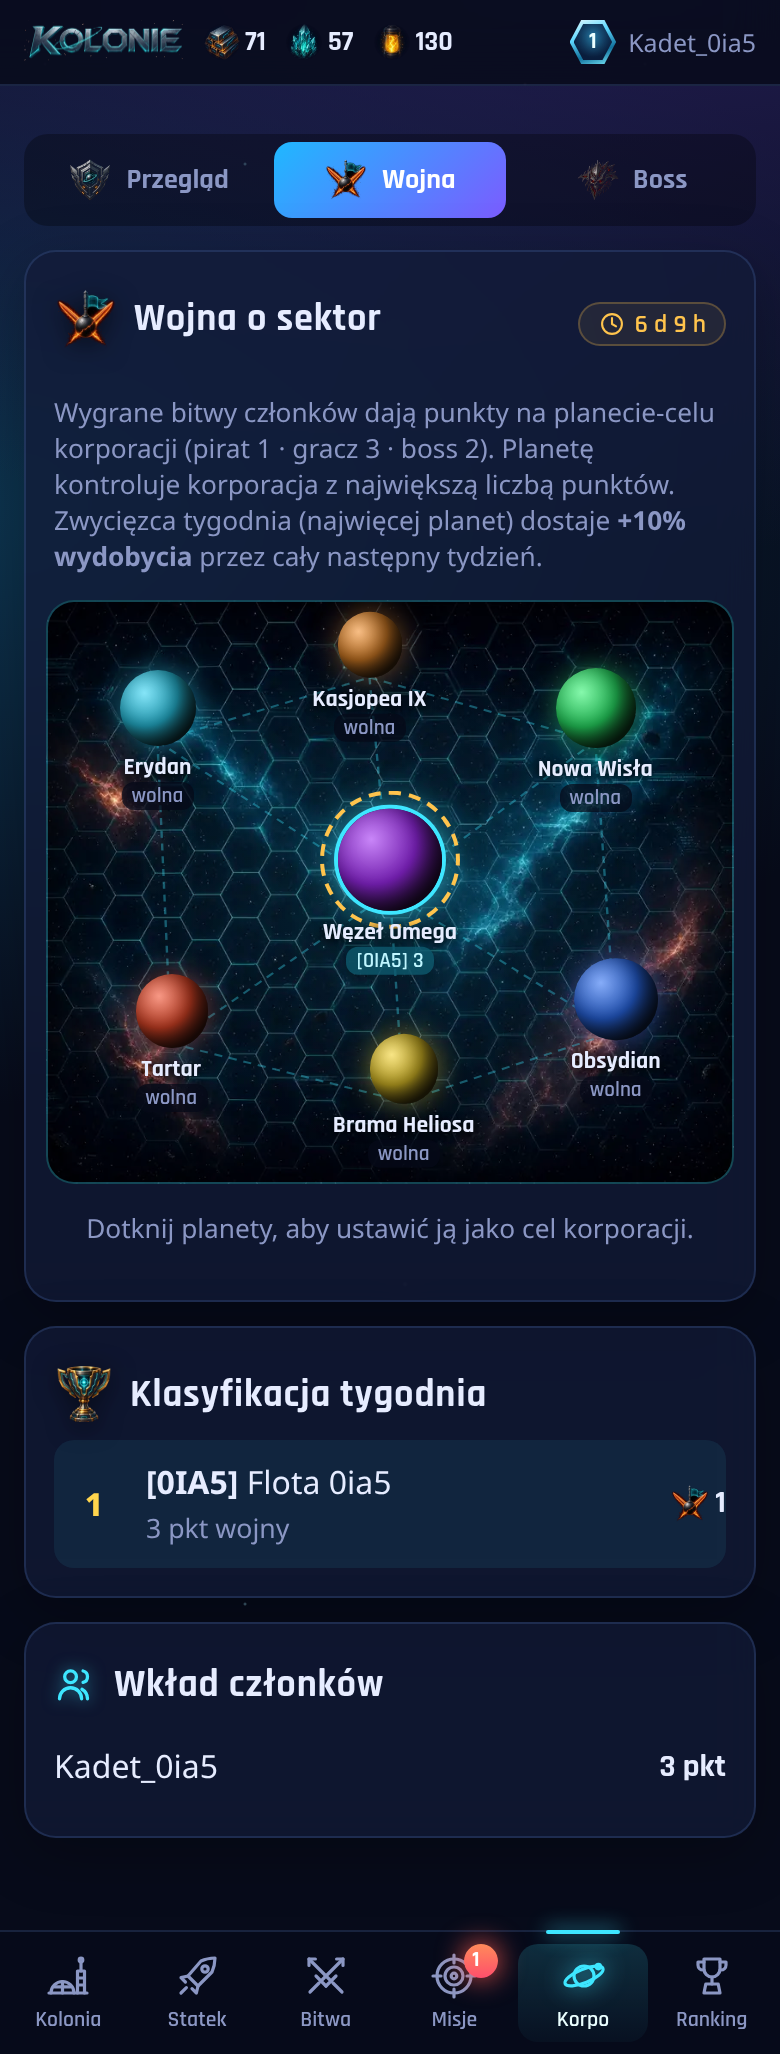 KOLONIE 71 57 130 1 Kadet_0ia5
Przegląd Wojna Boss
Wojna o sektor 6 d 9 h
Wygrane bitwy członków dają punkty na planecie-celu
korporacji (pirat 1 · gracz 3 · boss 2). Planetę
kontroluje korporacja z największą liczbą punktów.
Zwycięzca tygodnia (najwięcej planet) dostaje +10%
wydobycia przez cały następny tydzień.
Kasjopea IX
wolna
Erydan
wolna
Nowa Wisła
wolna
Węzeł Omega
[0IA5] 3
Tartar
wolna
Obsydian
wolna
Brama Heliosa
wolna
Dotknij planety, aby ustawić ją jako cel korporacji.
Klasyfikacja tygodnia
1 [0IA5] Flota 0ia5 1
3 pkt wojny
Wkład członków
Kadet_0ia5 3 pkt
1
Kolonia Statek Bitwa Misje Korpo Ranking